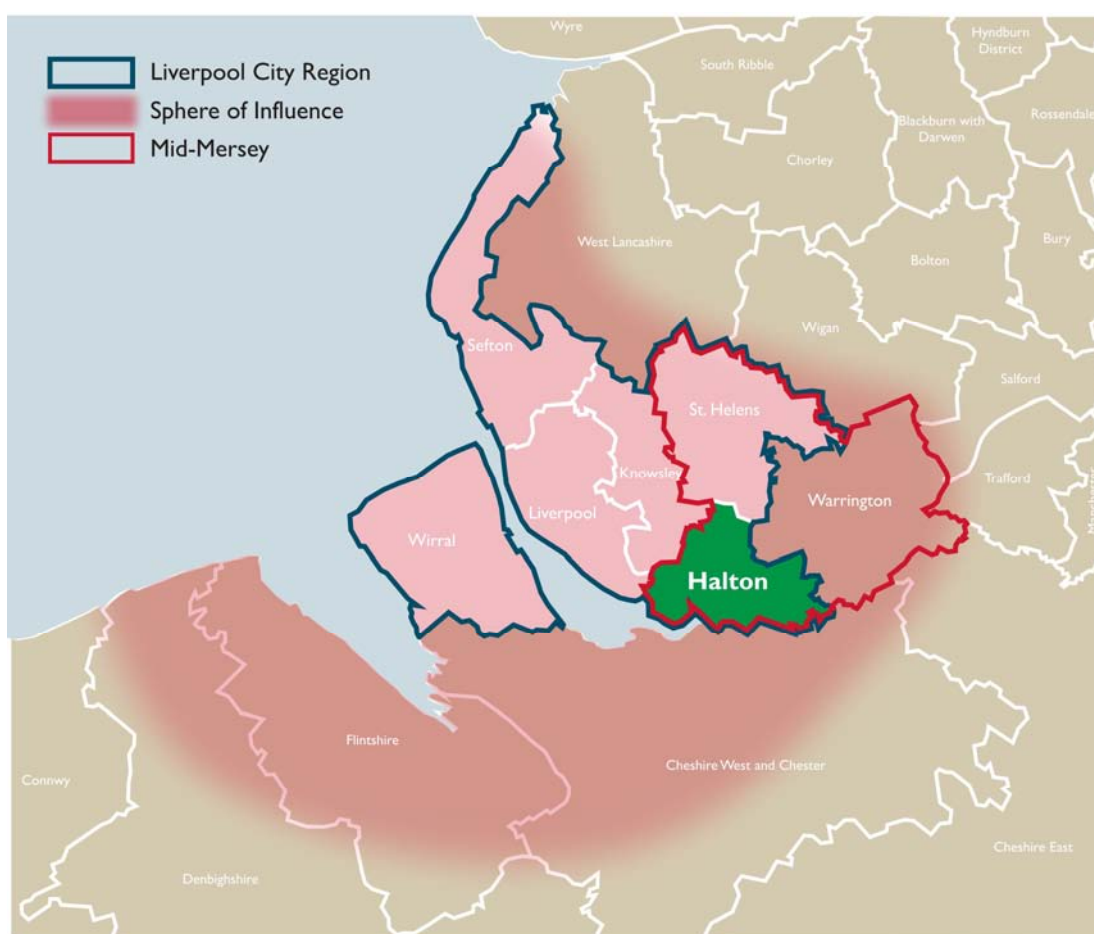 Wyre
Hyndburn
District
Liverpool City Region
South Ribble
Sphere of Influence
Rossendale
Blackburn with
Darwen
Mid-Mersey
Chorley
West Lancashire
Bury
Bolton
Wigan
Sefton
Salford
St. Helens
Knowsley
Trafford
Manchester
Warrington
Liverpool
Wirral
Halton
Flintshire
Cheshire West and Chester
Connwy
Cheshire East
Denbighshire